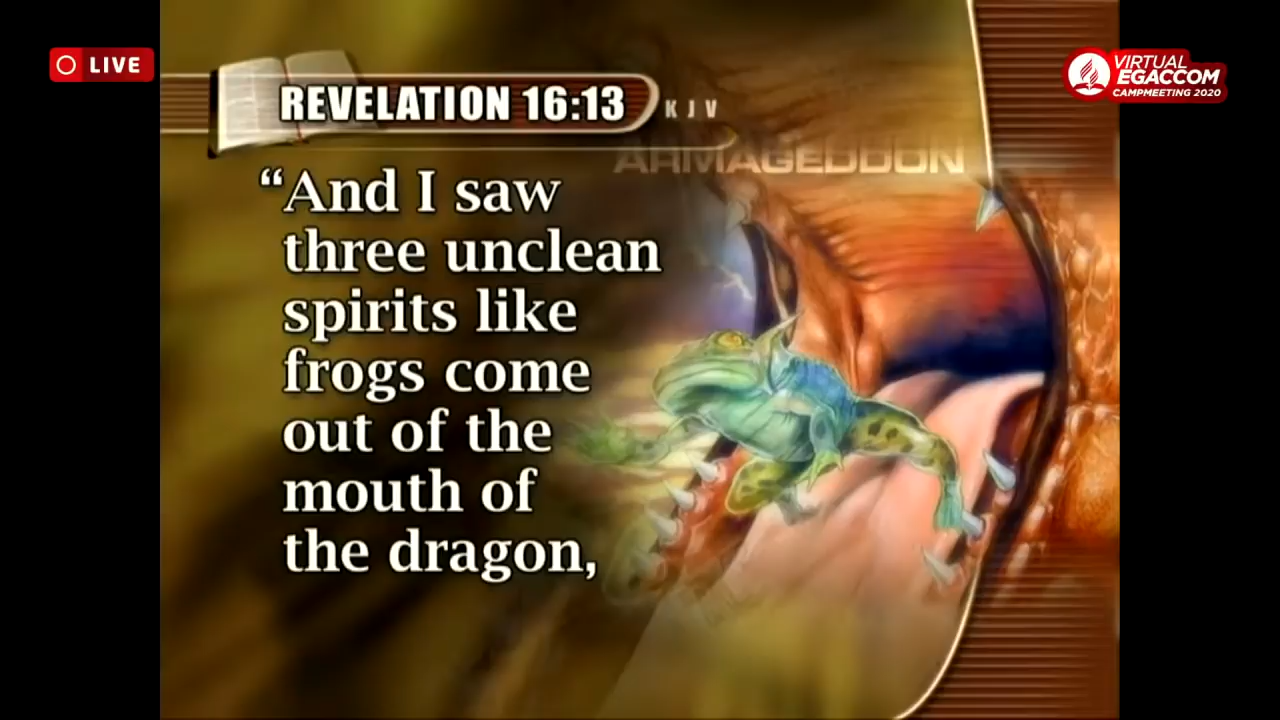 LIVE
VIRTUAL
EGACCOM
CAMPMEETING 2020
REVELATION 16:13 KJV
ARMAGEDDON
“And I saw
three unclean
spirits like
frogs come
out of the
mouth of
the dragon,